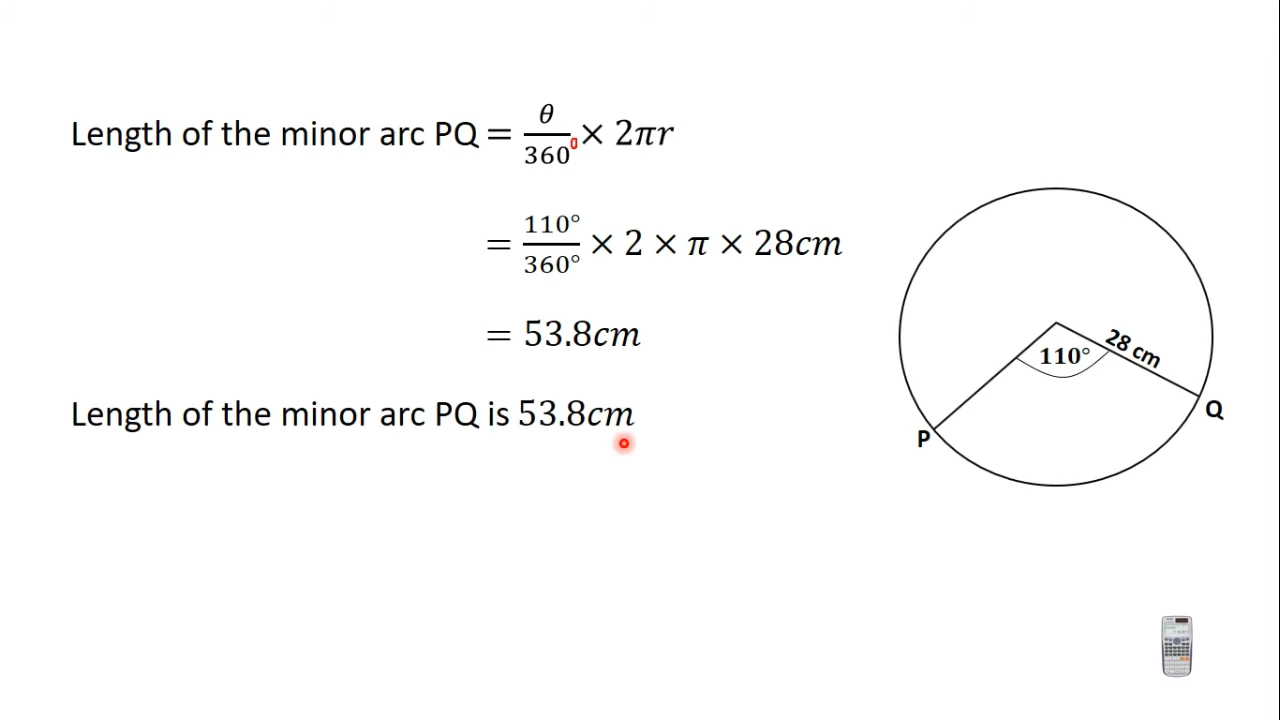 Length of the minor arc PQ = θ/360⁰ × 2πr
= 110°/360° × 2 × π × 28cm
= 53.8cm
Length of the minor arc PQ is 53.8cm
110°
28 cm
P
Q